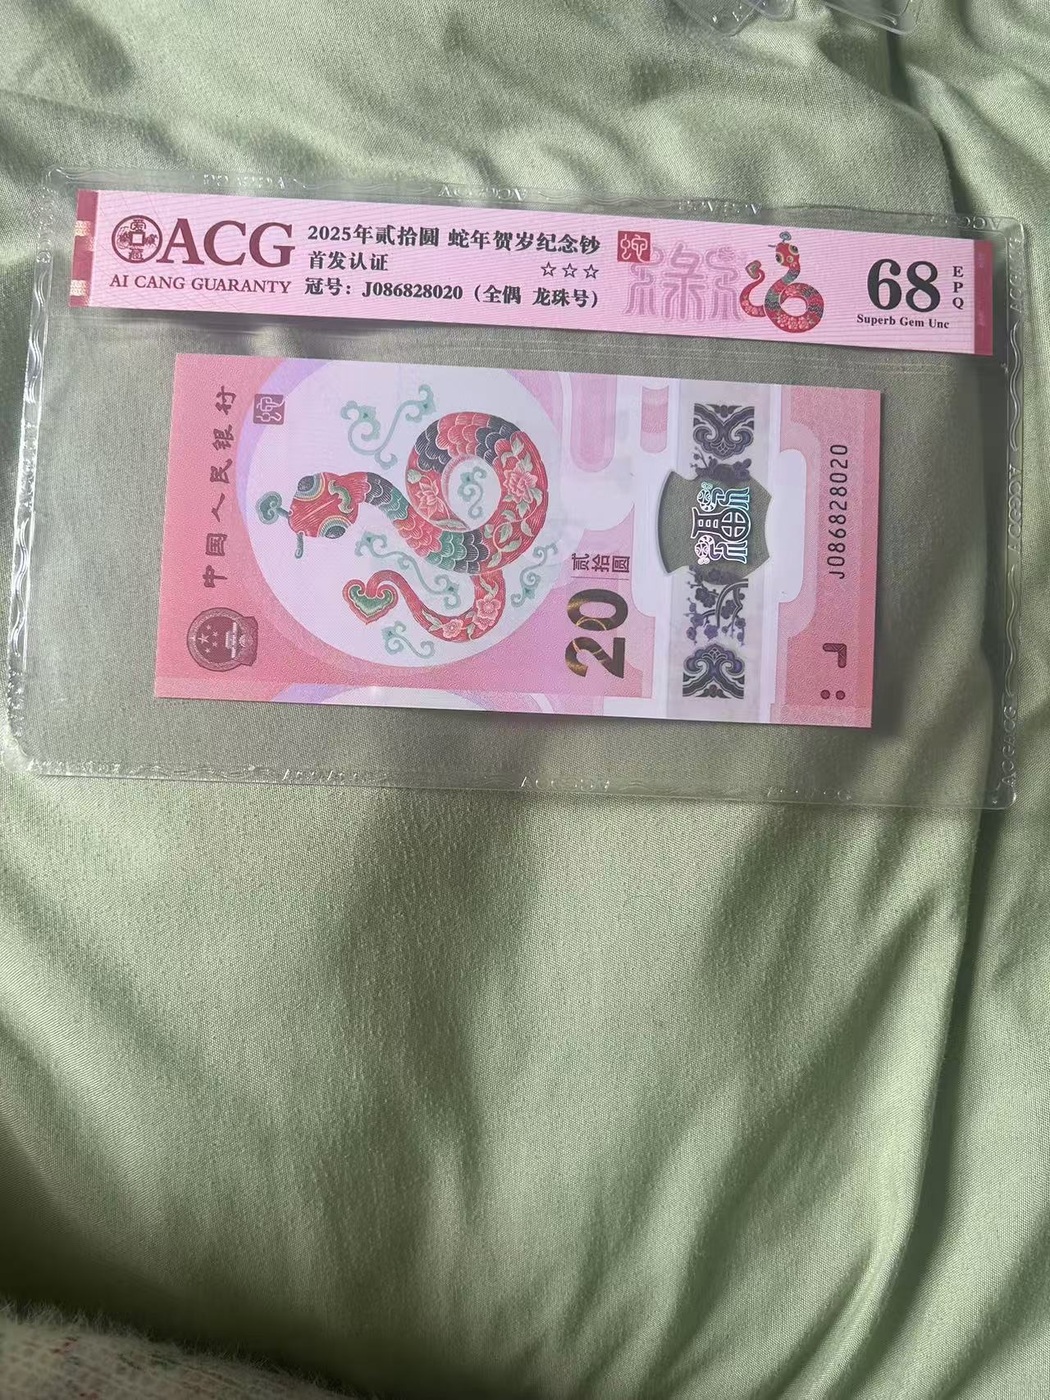 ACG
AI CANG GUARANTY
2025年贰拾圆 蛇年贺岁纪念钞
首发认证
☆☆☆
冠号：J086828020（全偶 龙珠号）
68
EPQ
Superb Gem Unc
中国人民银行
贰拾圆
20
J086828020